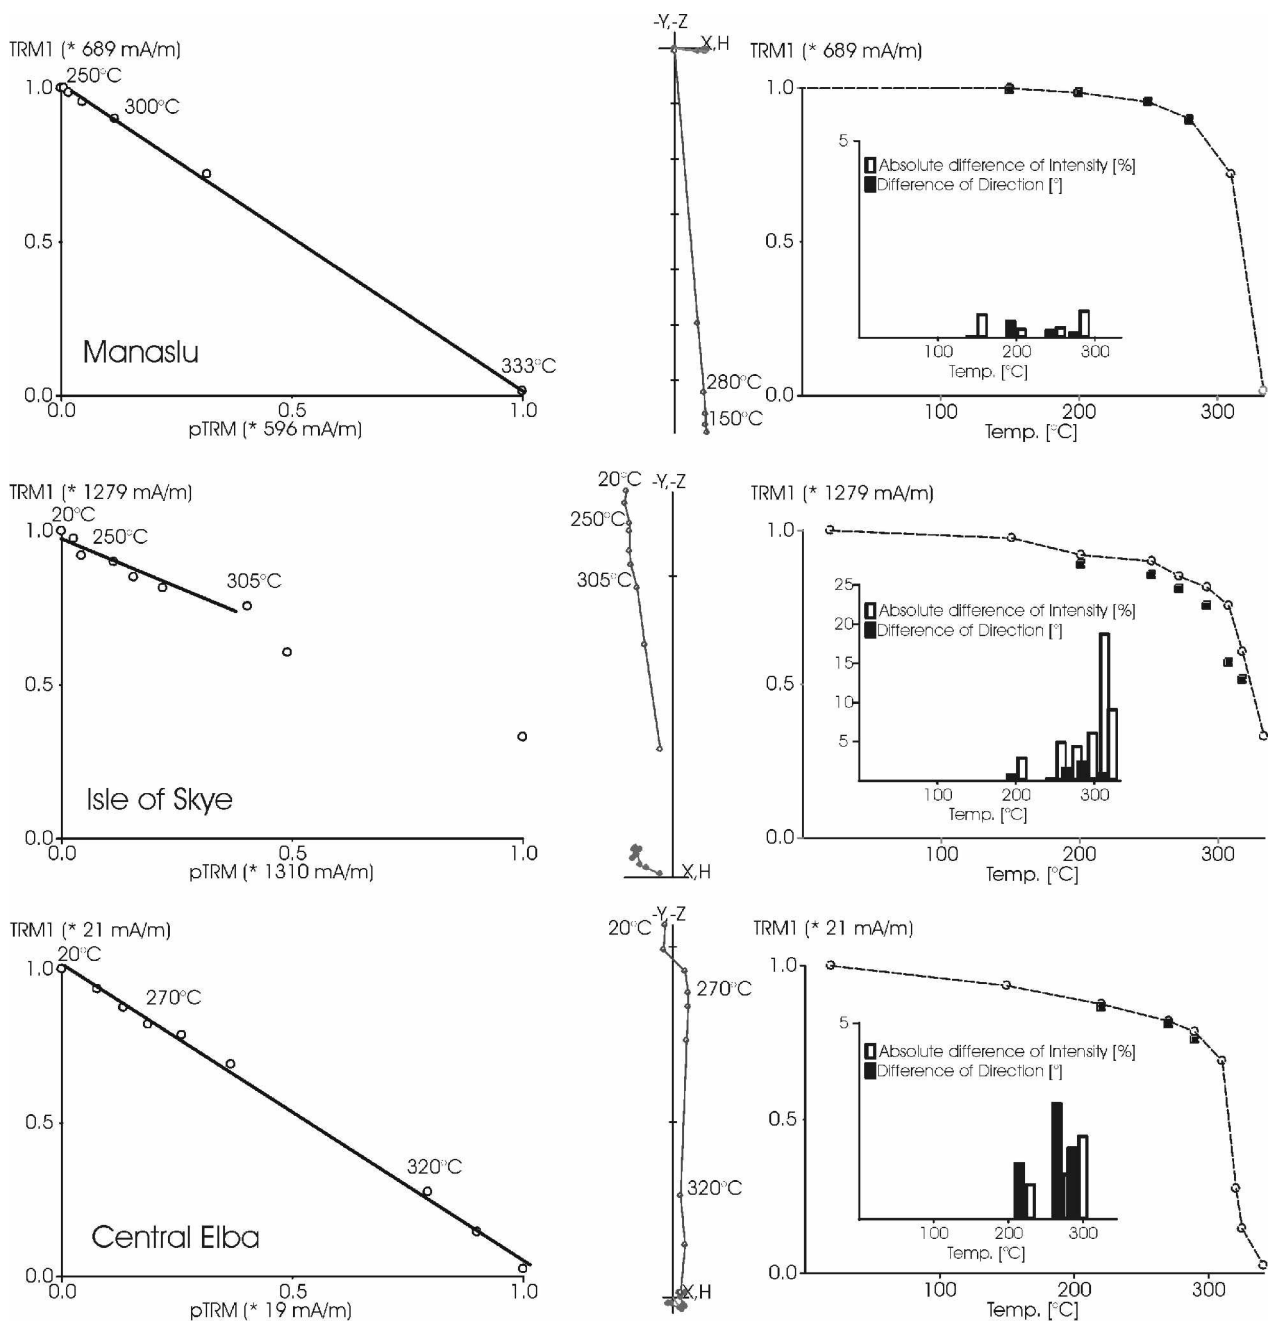 TRM1 (* 689 mA/m)
1.0
250°C
300°C
0.5
Manaslu
333°C
0.0
0.0
0.5
1.0
pTRM (* 596 mA/m)
-Y,-Z
X,H
280°C
150°C
TRM1 (* 689 mA/m)
1.0
5
Absolute difference of Intensity [%]
Difference of Direction [°]
0.5
100
200
300
Temp. [°C]
0.0
100
200
300
Temp. [°C]
TRM1 (* 1279 mA/m)
20°C
1.0
250°C
305°C
0.5
Isle of Skye
0.0
0.0
0.5
1.0
pTRM (* 1310 mA/m)
20°C
-Y,-Z
250°C
305°C
X,H
TRM1 (* 1279 mA/m)
1.0
25
Absolute difference of Intensity [%]
20
Difference of Direction [°]
15
0.5
10
5
100
200
300
Temp. [°C]
0.0
100
200
300
Temp. [°C]
TRM1 (* 21 mA/m)
20°C
1.0
270°C
0.5
320°C
Central Elba
0.0
0.0
0.5
1.0
pTRM (* 19 mA/m)
-Y,-Z
20°C
270°C
320°C
X,H
TRM1 (* 21 mA/m)
1.0
5
Absolute difference of Intensity [%]
Difference of Direction [°]
0.5
100
200
300
Temp. [°C]
0.0
100
200
300
Temp. [°C]